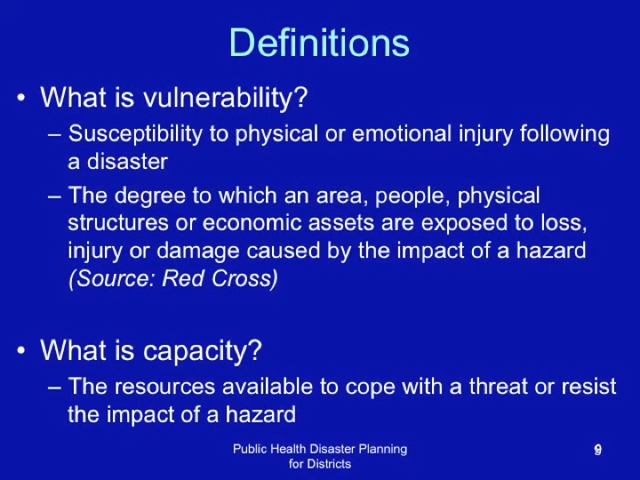 Definitions
• What is vulnerability?
– Susceptibility to physical or emotional injury following
a disaster
– The degree to which an area, people, physical
structures or economic assets are exposed to loss,
injury or damage caused by the impact of a hazard
(Source: Red Cross)
• What is capacity?
– The resources available to cope with a threat or resist
the impact of a hazard
Public Health Disaster Planning
for Districts
9